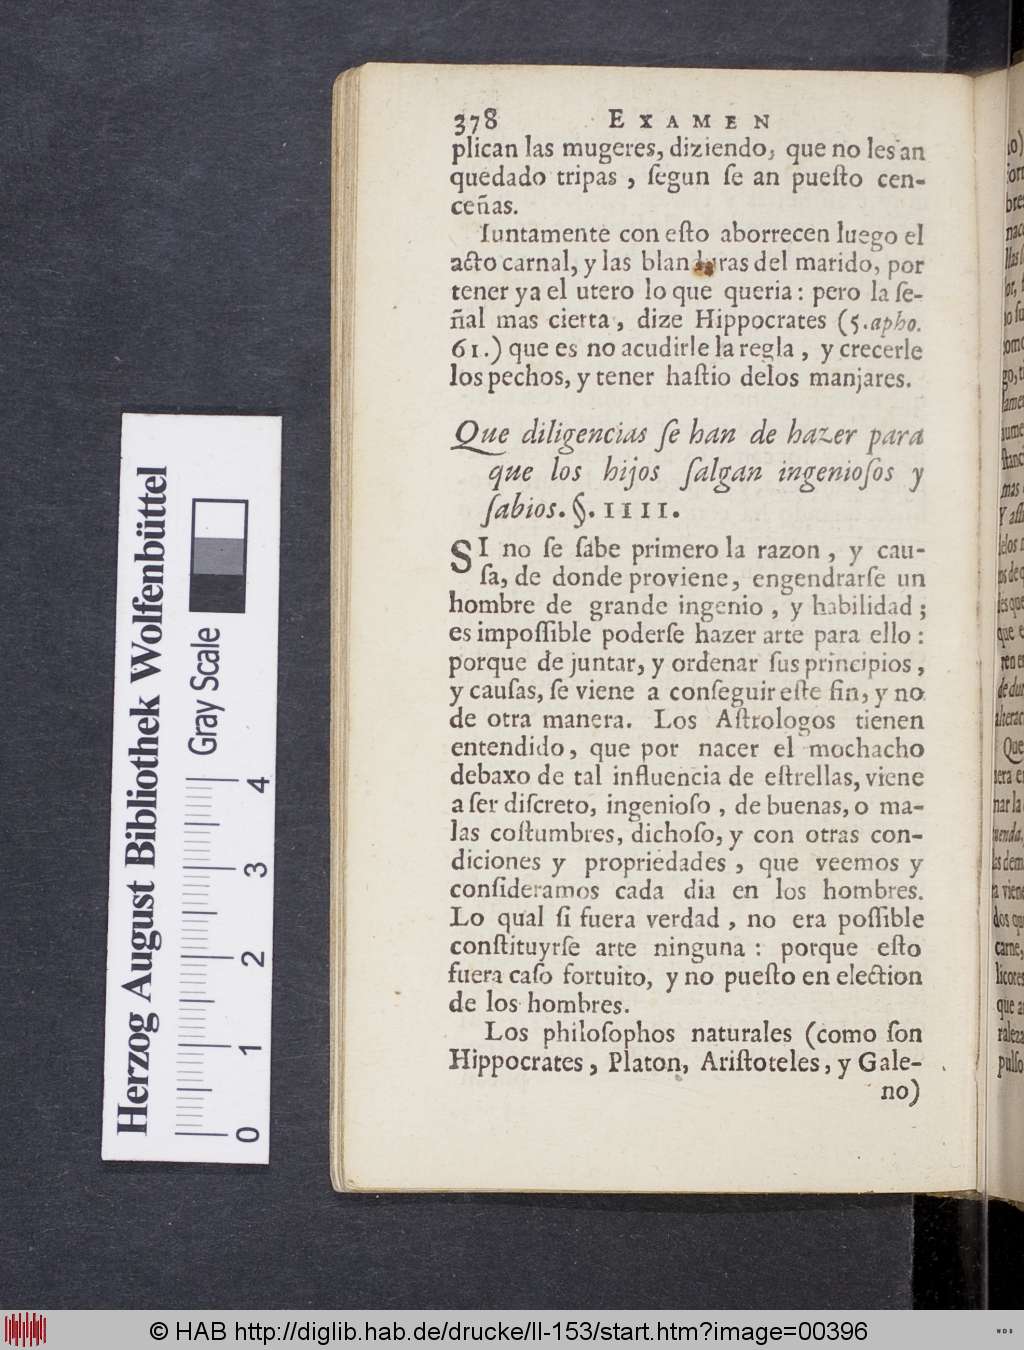 378 EXAMEN
plican las mugeres, diziendo, que no les an
quedado tripas , ſegun ſe an pueſto cen-
ceñas.
Iuntamente con eſto aborrecen luego el
acto carnal, y las blanduras del marido, por
tener ya el utero lo que queria : pero la ſe-
ñal mas cierta , dize Hippocrates (5.apho.
61.) que es no acudirle la regla , y crecerle
los pechos, y tener haſtio delos manjares.
Que diligencias ſe han de hazer para
que los hijos ſalgan ingenioſos y
ſabios. §. IIII.
SI no ſe ſabe primero la razon , y cau-
ſa, de donde proviene, engendrarſe un
hombre de grande ingenio , y habilidad ;
es impoſſible poderſe hazer arte para ello :
porque de juntar, y ordenar ſus principios ,
y cauſas, ſe viene a conſeguir eſte fin, y no
de otra manera. Los Aſtrologos tienen
entendido, que por nacer el mochacho
debaxo de tal influencia de eſtrellas, viene
a ſer diſcreto, ingenioſo , de buenas, o ma-
las coſtumbres, dichoſo, y con otras con-
diciones y propriedades , que veemos y
conſideramos cada dia en los hombres.
Lo qual ſi fuera verdad , no era poſſible
conſtituyrſe arte ninguna : porque eſto
fuera caſo fortuito, y no pueſto en election
de los hombres.
Los philoſophos naturales (como ſon
Hippocrates , Platon, Ariſtoteles, y Gale-
no)
Herzog August Bibliothek Wolfenbüttel
Gray Scale
0 1 2 3 4
© HAB http://diglib.hab.de/drucke/ll-153/start.htm?image=00396